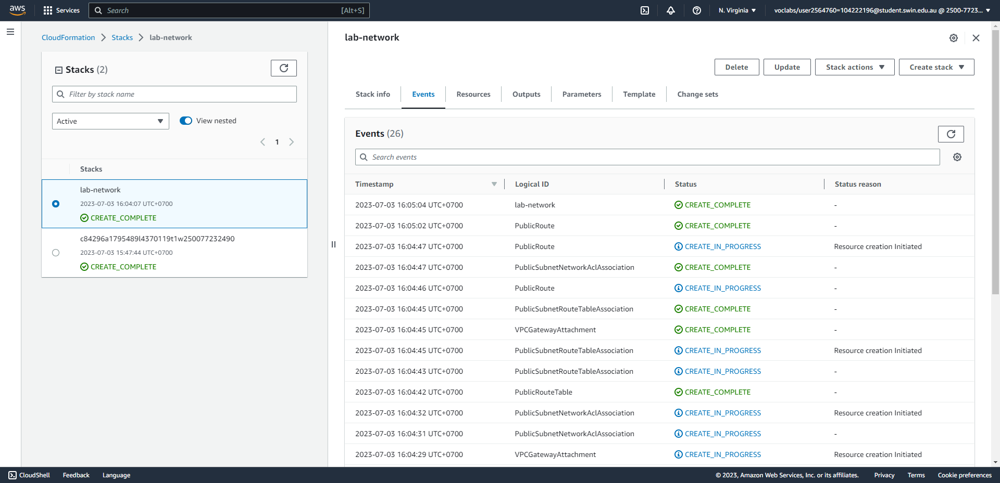 aws Services Search [Alt+S] N. Virginia voclabs/user2564760=104222196@student.swin.edu.au @ 2500-7723...
CloudFormation Stacks lab-network
Stacks (2)
Filter by stack name
Active View nested
1
Stacks
lab-network
2023-07-03 16:04:07 UTC+0700
CREATE_COMPLETE
c84296a1795489l4370119t1w250077232490
2023-07-03 15:47:44 UTC+0700
CREATE_COMPLETE
lab-network
Delete Update Stack actions Create stack
Stack info Events Resources Outputs Parameters Template Change sets
Events (26)
Search events
Timestamp Logical ID Status Status reason
2023-07-03 16:05:04 UTC+0700 lab-network CREATE_COMPLETE -
2023-07-03 16:05:02 UTC+0700 PublicRoute CREATE_COMPLETE -
2023-07-03 16:04:47 UTC+0700 PublicRoute CREATE_IN_PROGRESS Resource creation Initiated
2023-07-03 16:04:47 UTC+0700 PublicSubnetNetworkAclAssociation CREATE_COMPLETE -
2023-07-03 16:04:46 UTC+0700 PublicRoute CREATE_IN_PROGRESS -
2023-07-03 16:04:45 UTC+0700 PublicSubnetRouteTableAssociation CREATE_COMPLETE -
2023-07-03 16:04:45 UTC+0700 VPCGatewayAttachment CREATE_COMPLETE -
2023-07-03 16:04:45 UTC+0700 PublicSubnetRouteTableAssociation CREATE_IN_PROGRESS Resource creation Initiated
2023-07-03 16:04:43 UTC+0700 PublicSubnetRouteTableAssociation CREATE_IN_PROGRESS -
2023-07-03 16:04:42 UTC+0700 PublicRouteTable CREATE_COMPLETE -
2023-07-03 16:04:32 UTC+0700 PublicSubnetNetworkAclAssociation CREATE_IN_PROGRESS Resource creation Initiated
2023-07-03 16:04:31 UTC+0700 PublicSubnetNetworkAclAssociation CREATE_IN_PROGRESS -
2023-07-03 16:04:29 UTC+0700 VPCGatewayAttachment CREATE_IN_PROGRESS Resource creation Initiated
CloudShell Feedback Language © 2023, Amazon Web Services, Inc. or its affiliates. Privacy Terms Cookie preferences